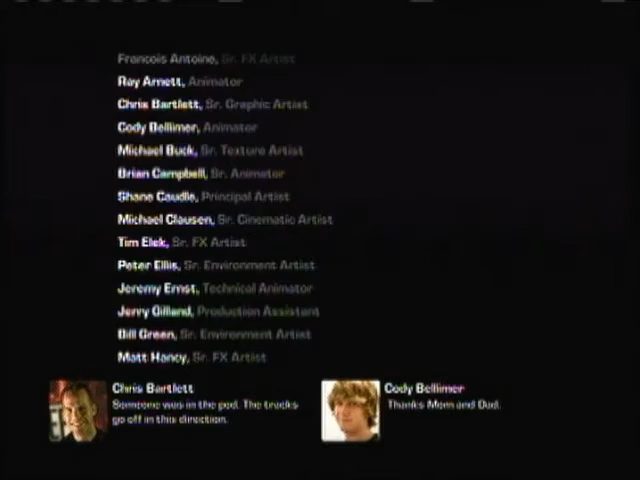 Francois Antoine, Sr. FX Artist
Ray Arnett, Animator
Chris Bartlett, Sr. Graphic Artist
Cody Bellimer, Animator
Michael Buck, Sr. Texture Artist
Brian Campbell, Sr. Animator
Shane Caudle, Principal Artist
Michael Clausen, Sr. Cinematic Artist
Tim Elek, Sr. FX Artist
Peter Ellis, Sr. Environment Artist
Jeremy Ernst, Technical Animator
Jerry Gilland, Production Assistant
Bill Green, Sr. Environment Artist
Matt Hancy, Sr. FX Artist
Chris Bartlett
Someone was in the pod. The tracks
go off in this direction.
Cody Bellimer
Thanks Mom and Dad.